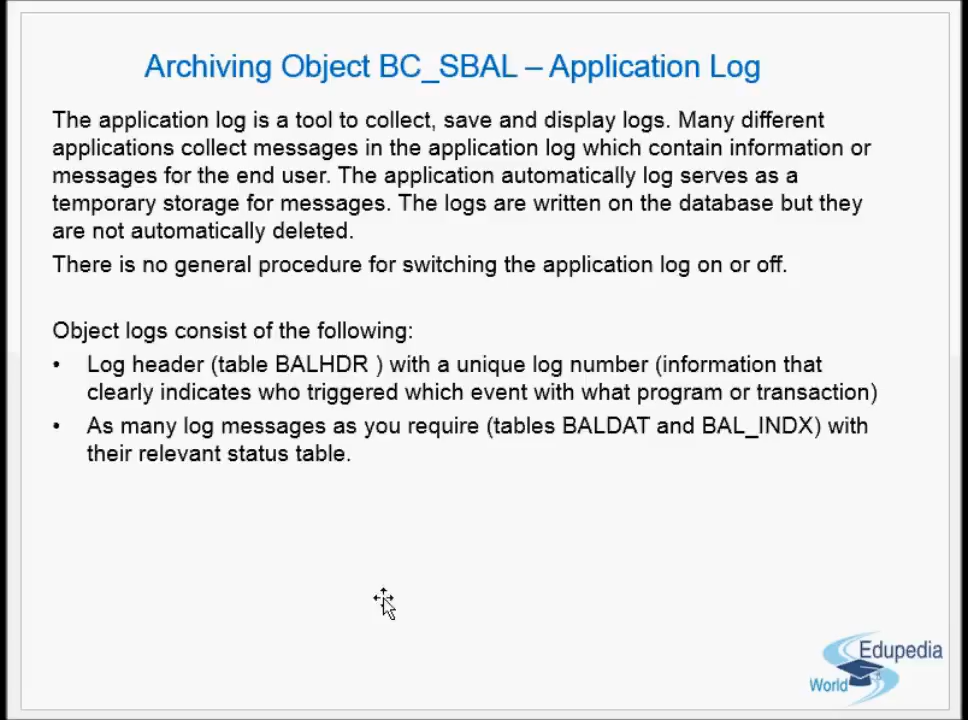 Archiving Object BC_SBAL – Application Log
The application log is a tool to collect, save and display logs. Many different
applications collect messages in the application log which contain information or
messages for the end user. The application automatically log serves as a
temporary storage for messages. The logs are written on the database but they
are not automatically deleted.
There is no general procedure for switching the application log on or off.
Object logs consist of the following:
• Log header (table BALHDR ) with a unique log number (information that
clearly indicates who triggered which event with what program or transaction)
• As many log messages as you require (tables BALDAT and BAL_INDX) with
their relevant status table.
Edupedia
World